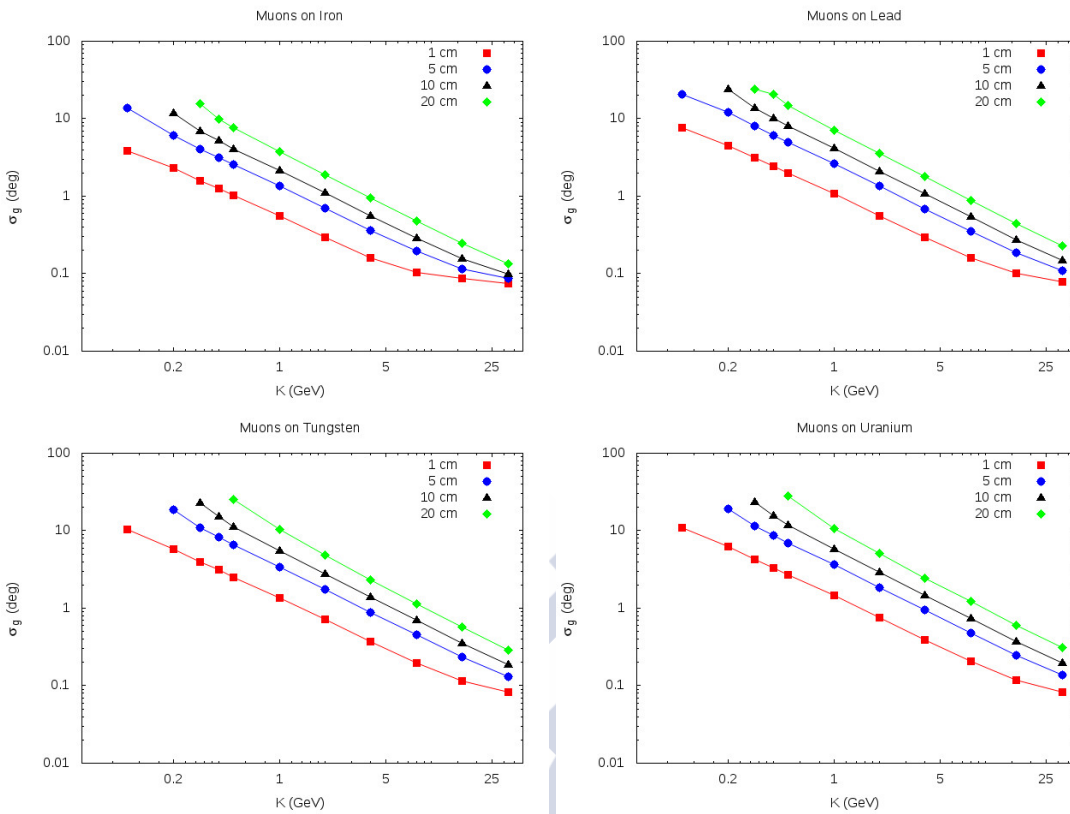 Muons on Iron
100
10
1
0.1
0.01
0.2
1
5
25
σg (deg)
K (GeV)
1 cm
5 cm
10 cm
20 cm
Muons on Lead
100
10
1
0.1
0.01
0.2
1
5
25
σg (deg)
K (GeV)
1 cm
5 cm
10 cm
20 cm
Muons on Tungsten
100
10
1
0.1
0.01
0.2
1
5
25
σg (deg)
K (GeV)
1 cm
5 cm
10 cm
20 cm
Muons on Uranium
100
10
1
0.1
0.01
0.2
1
5
25
σg (deg)
K (GeV)
1 cm
5 cm
10 cm
20 cm